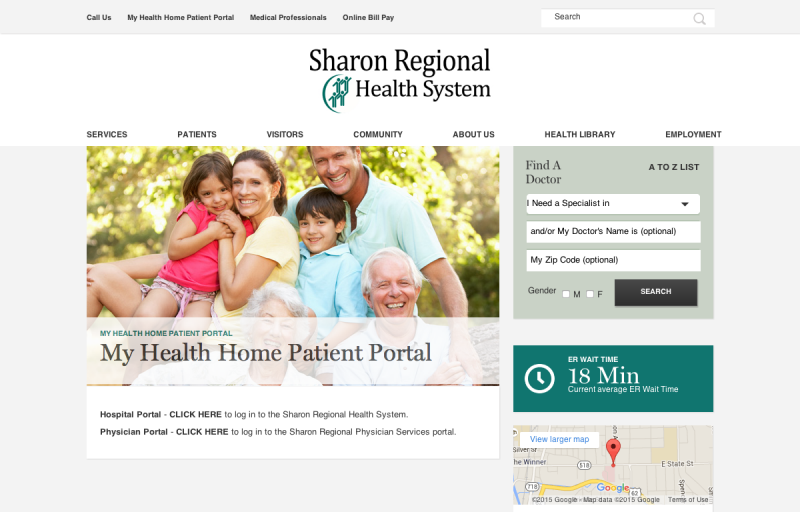 Call Us
My Health Home Patient Portal
Medical Professionals
Online Bill Pay
Search
Sharon Regional
Health System
SERVICES
PATIENTS
VISITORS
COMMUNITY
ABOUT US
HEALTH LIBRARY
EMPLOYMENT
MY HEALTH HOME PATIENT PORTAL
My Health Home Patient Portal
Hospital Portal - CLICK HERE to log in to the Sharon Regional Health System.
Physician Portal - CLICK HERE to log in to the Sharon Regional Physician Services portal.
Find A
Doctor
A TO Z LIST
I Need a Specialist in
and/or My Doctor's Name is (optional)
My Zip Code (optional)
Gender
M
F
SEARCH
ER WAIT TIME
18 Min
Current average ER Wait Time
View larger map
Silver St
he Winner
518
E State St
718
62
Google
©2015 Google - Map data ©2015 Google
Terms of Use